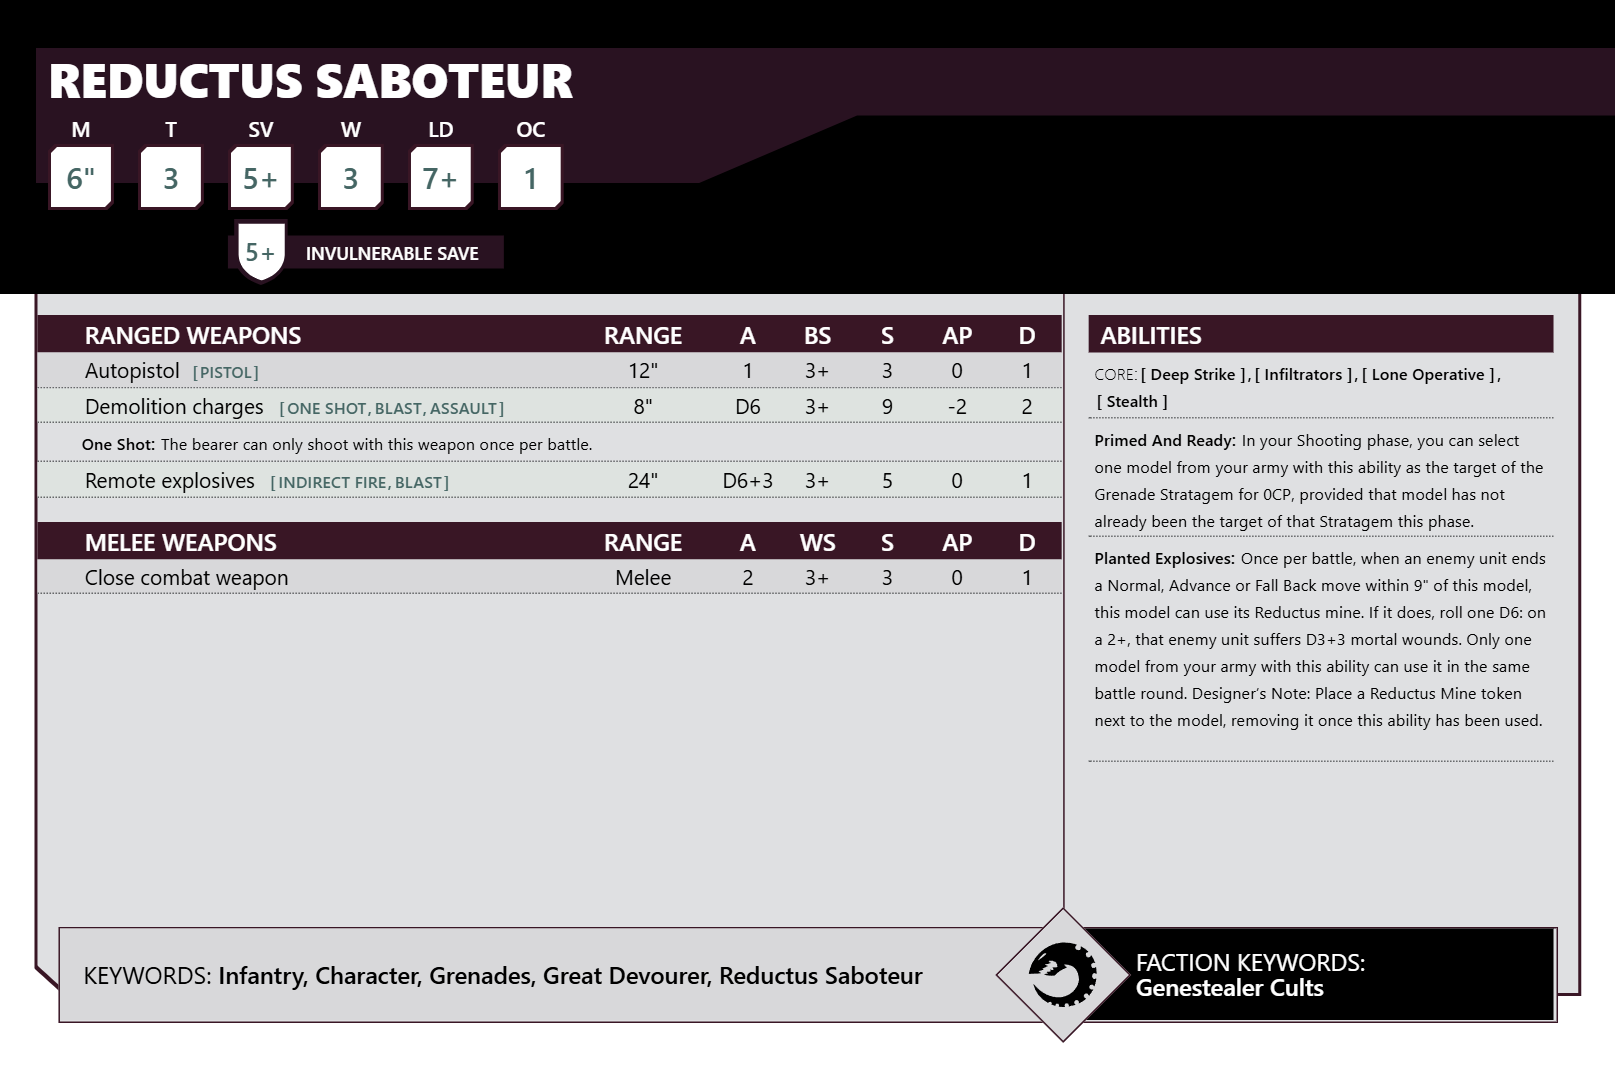 REDUCTUS SABOTEUR
M T SV W LD OC
6" 3 5+ 3 7+ 1
5+ INVULNERABLE SAVE
RANGED WEAPONS RANGE A BS S AP D
Autopistol [PISTOL] 12" 1 3+ 3 0 1
Demolition charges [ONE SHOT, BLAST, ASSAULT] 8" D6 3+ 9 -2 2
One Shot: The bearer can only shoot with this weapon once per battle.
Remote explosives [INDIRECT FIRE, BLAST] 24" D6+3 3+ 5 0 1
MELEE WEAPONS RANGE A WS S AP D
Close combat weapon Melee 2 3+ 3 0 1
ABILITIES
CORE: [ Deep Strike ], [ Infiltrators ], [ Lone Operative ],
[ Stealth ]
Primed And Ready: In your Shooting phase, you can select
one model from your army with this ability as the target of the
Grenade Stratagem for 0CP, provided that model has not
already been the target of that Stratagem this phase.
Planted Explosives: Once per battle, when an enemy unit ends
a Normal, Advance or Fall Back move within 9" of this model,
this model can use its Reductus mine. If it does, roll one D6: on
a 2+, that enemy unit suffers D3+3 mortal wounds. Only one
model from your army with this ability can use it in the same
battle round. Designer’s Note: Place a Reductus Mine token
next to the model, removing it once this ability has been used.
KEYWORDS: Infantry, Character, Grenades, Great Devourer, Reductus Saboteur
FACTION KEYWORDS:
Genestealer Cults